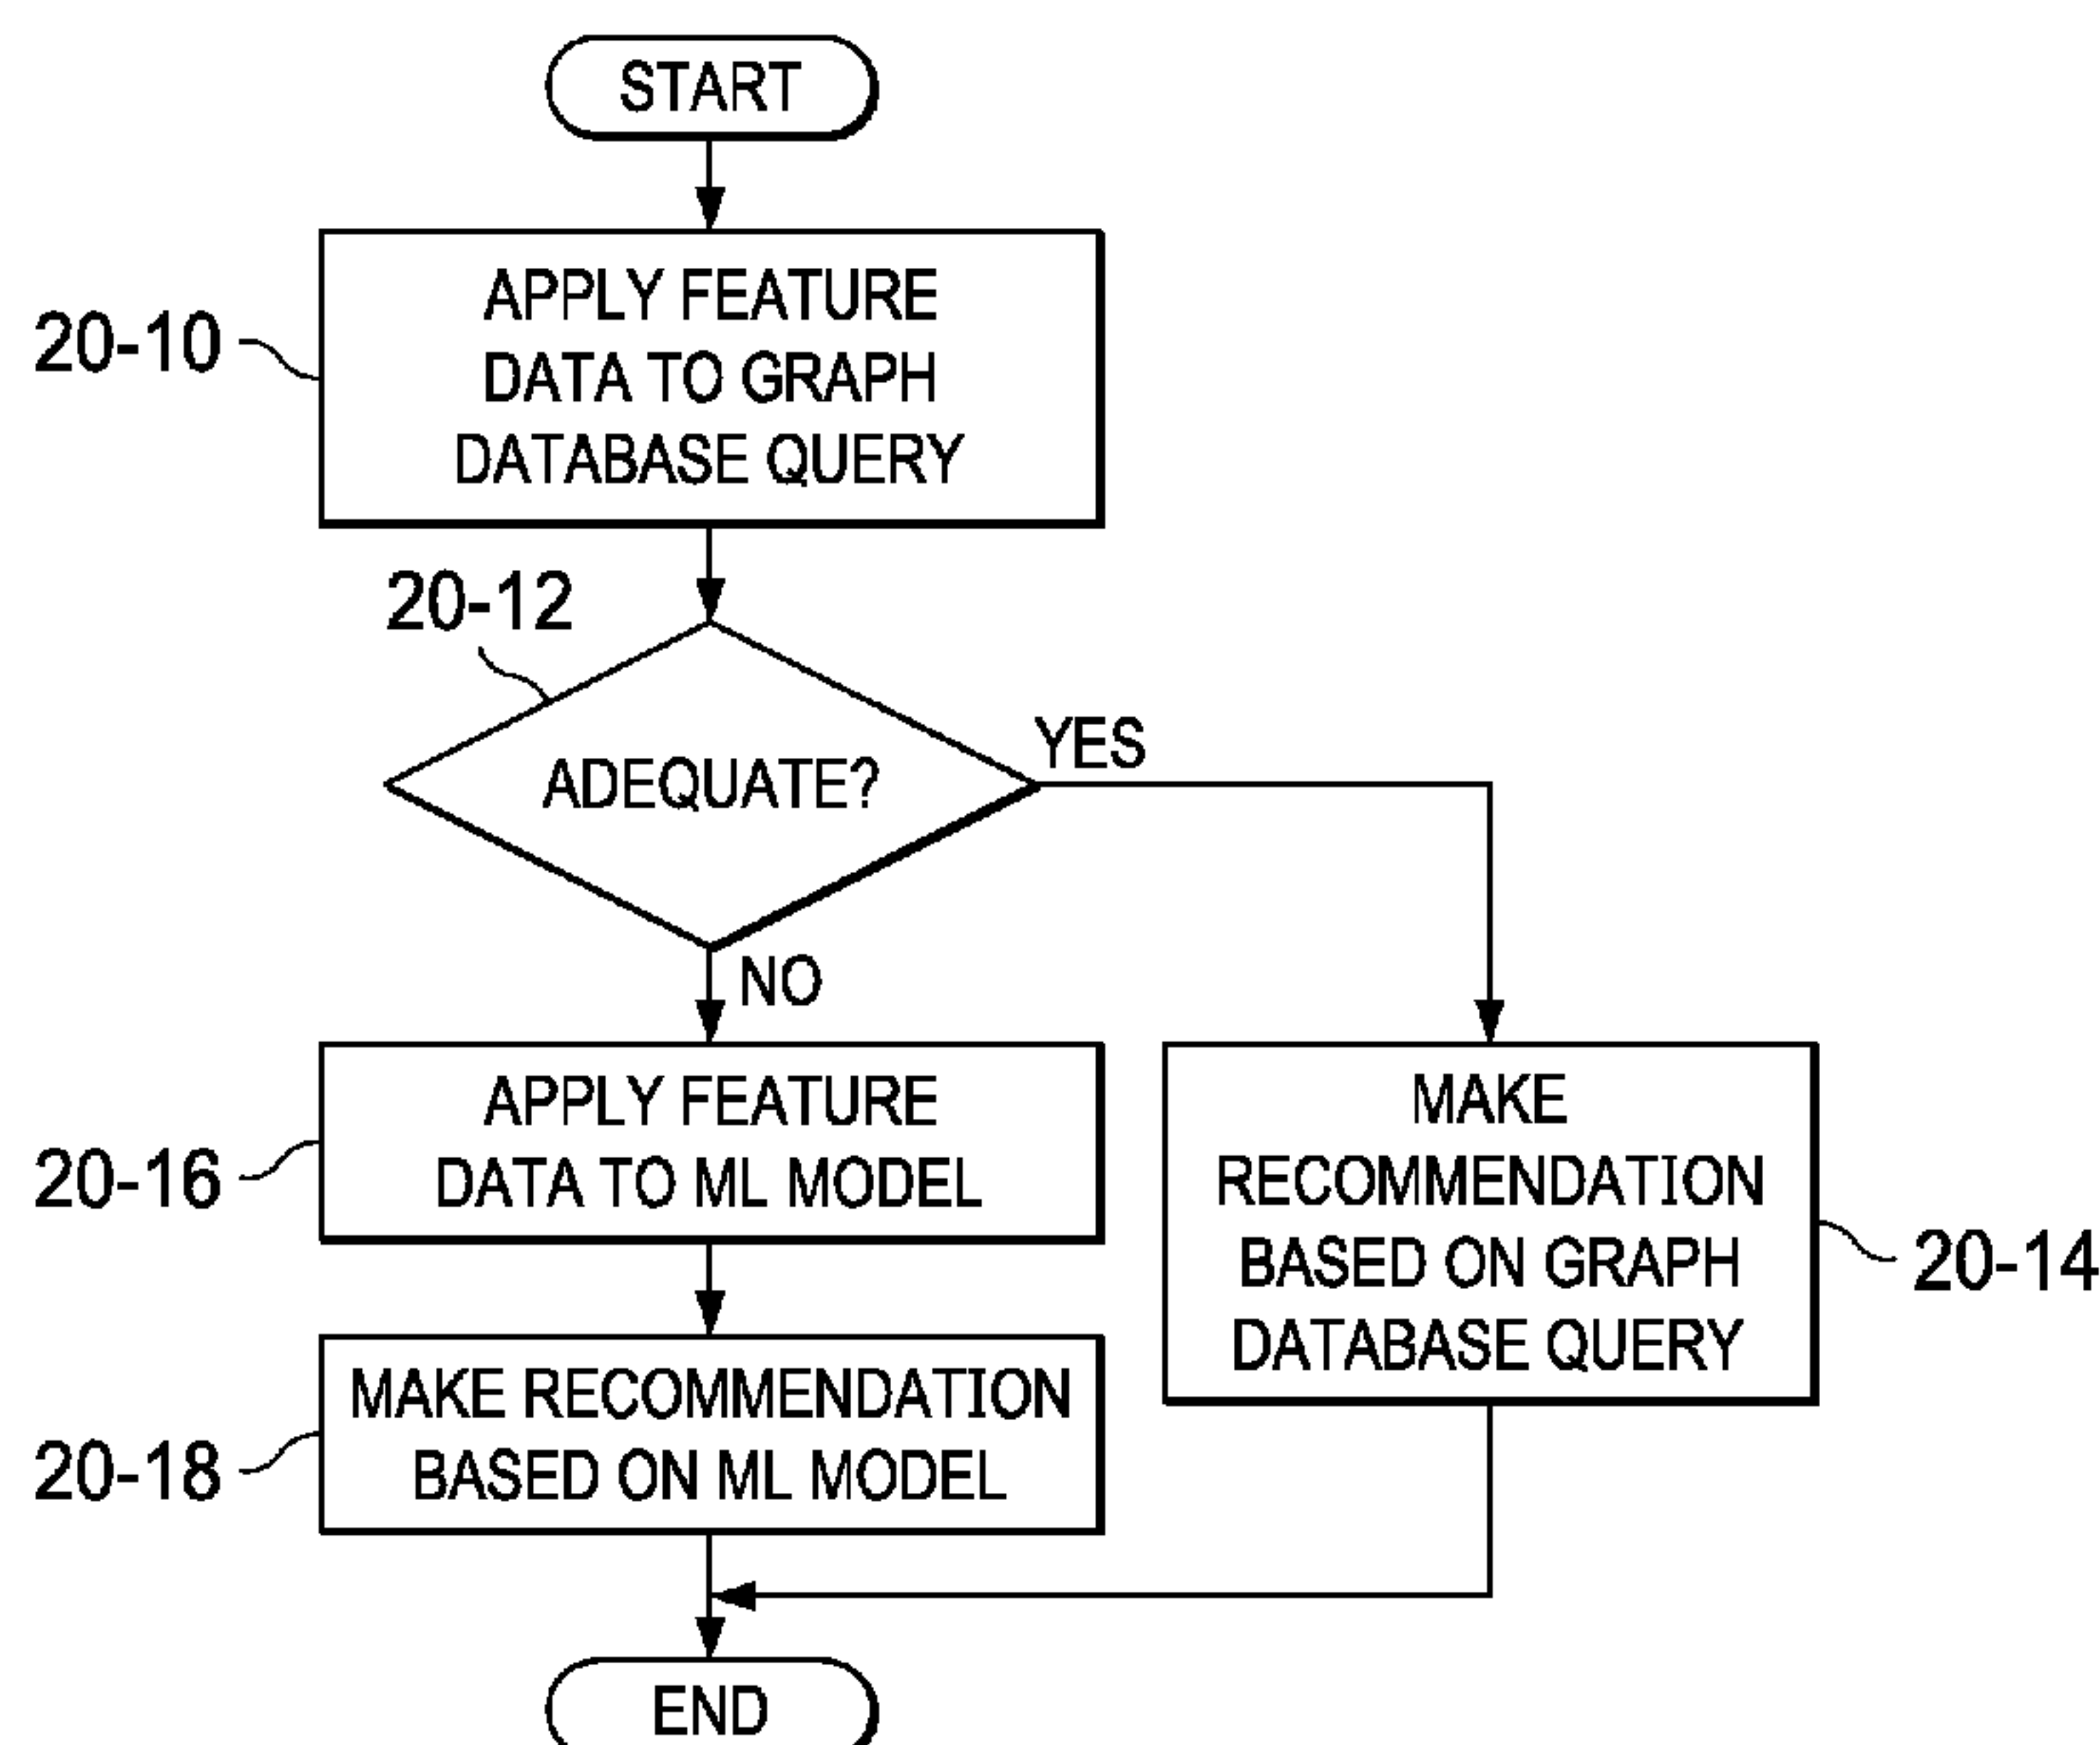 START
20-10
APPLY FEATURE
DATA TO GRAPH
DATABASE QUERY
20-12
ADEQUATE?
YES
NO
20-16
APPLY FEATURE
DATA TO ML MODEL
MAKE
RECOMMENDATION
BASED ON GRAPH
DATABASE QUERY
20-14
20-18
MAKE RECOMMENDATION
BASED ON ML MODEL
END